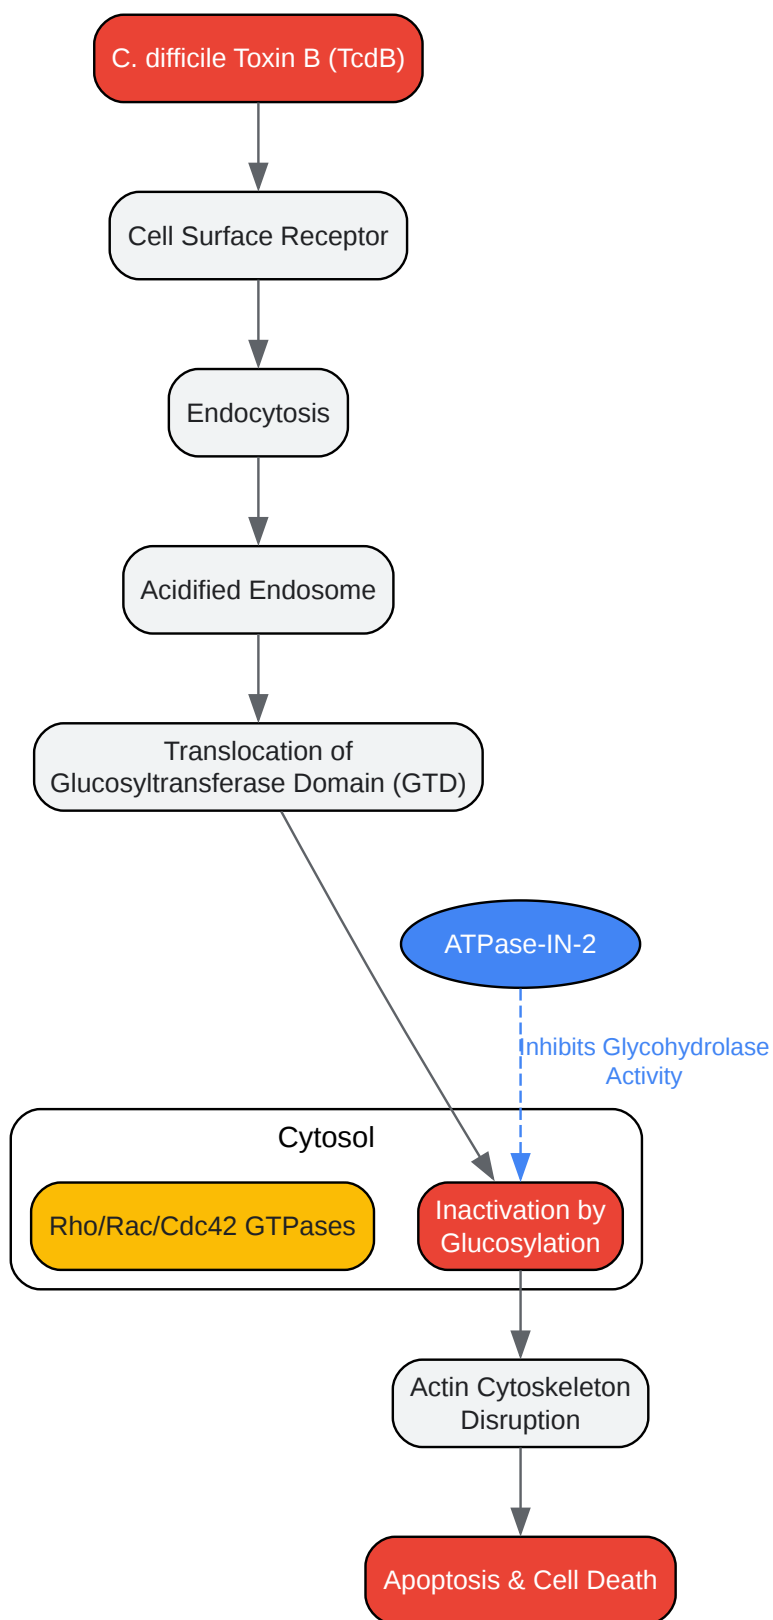 C. difficile Toxin B (TcdB)
Cell Surface Receptor
Endocytosis
Acidified Endosome
Translocation of
Glucosyltransferase Domain (GTD)
ATPase-IN-2
Inhibits Glycohydrolase
Activity
Cytosol
Rho/Rac/Cdc42 GTPases
Inactivation by
Glucosylation
Actin Cytoskeleton
Disruption
Apoptosis & Cell Death